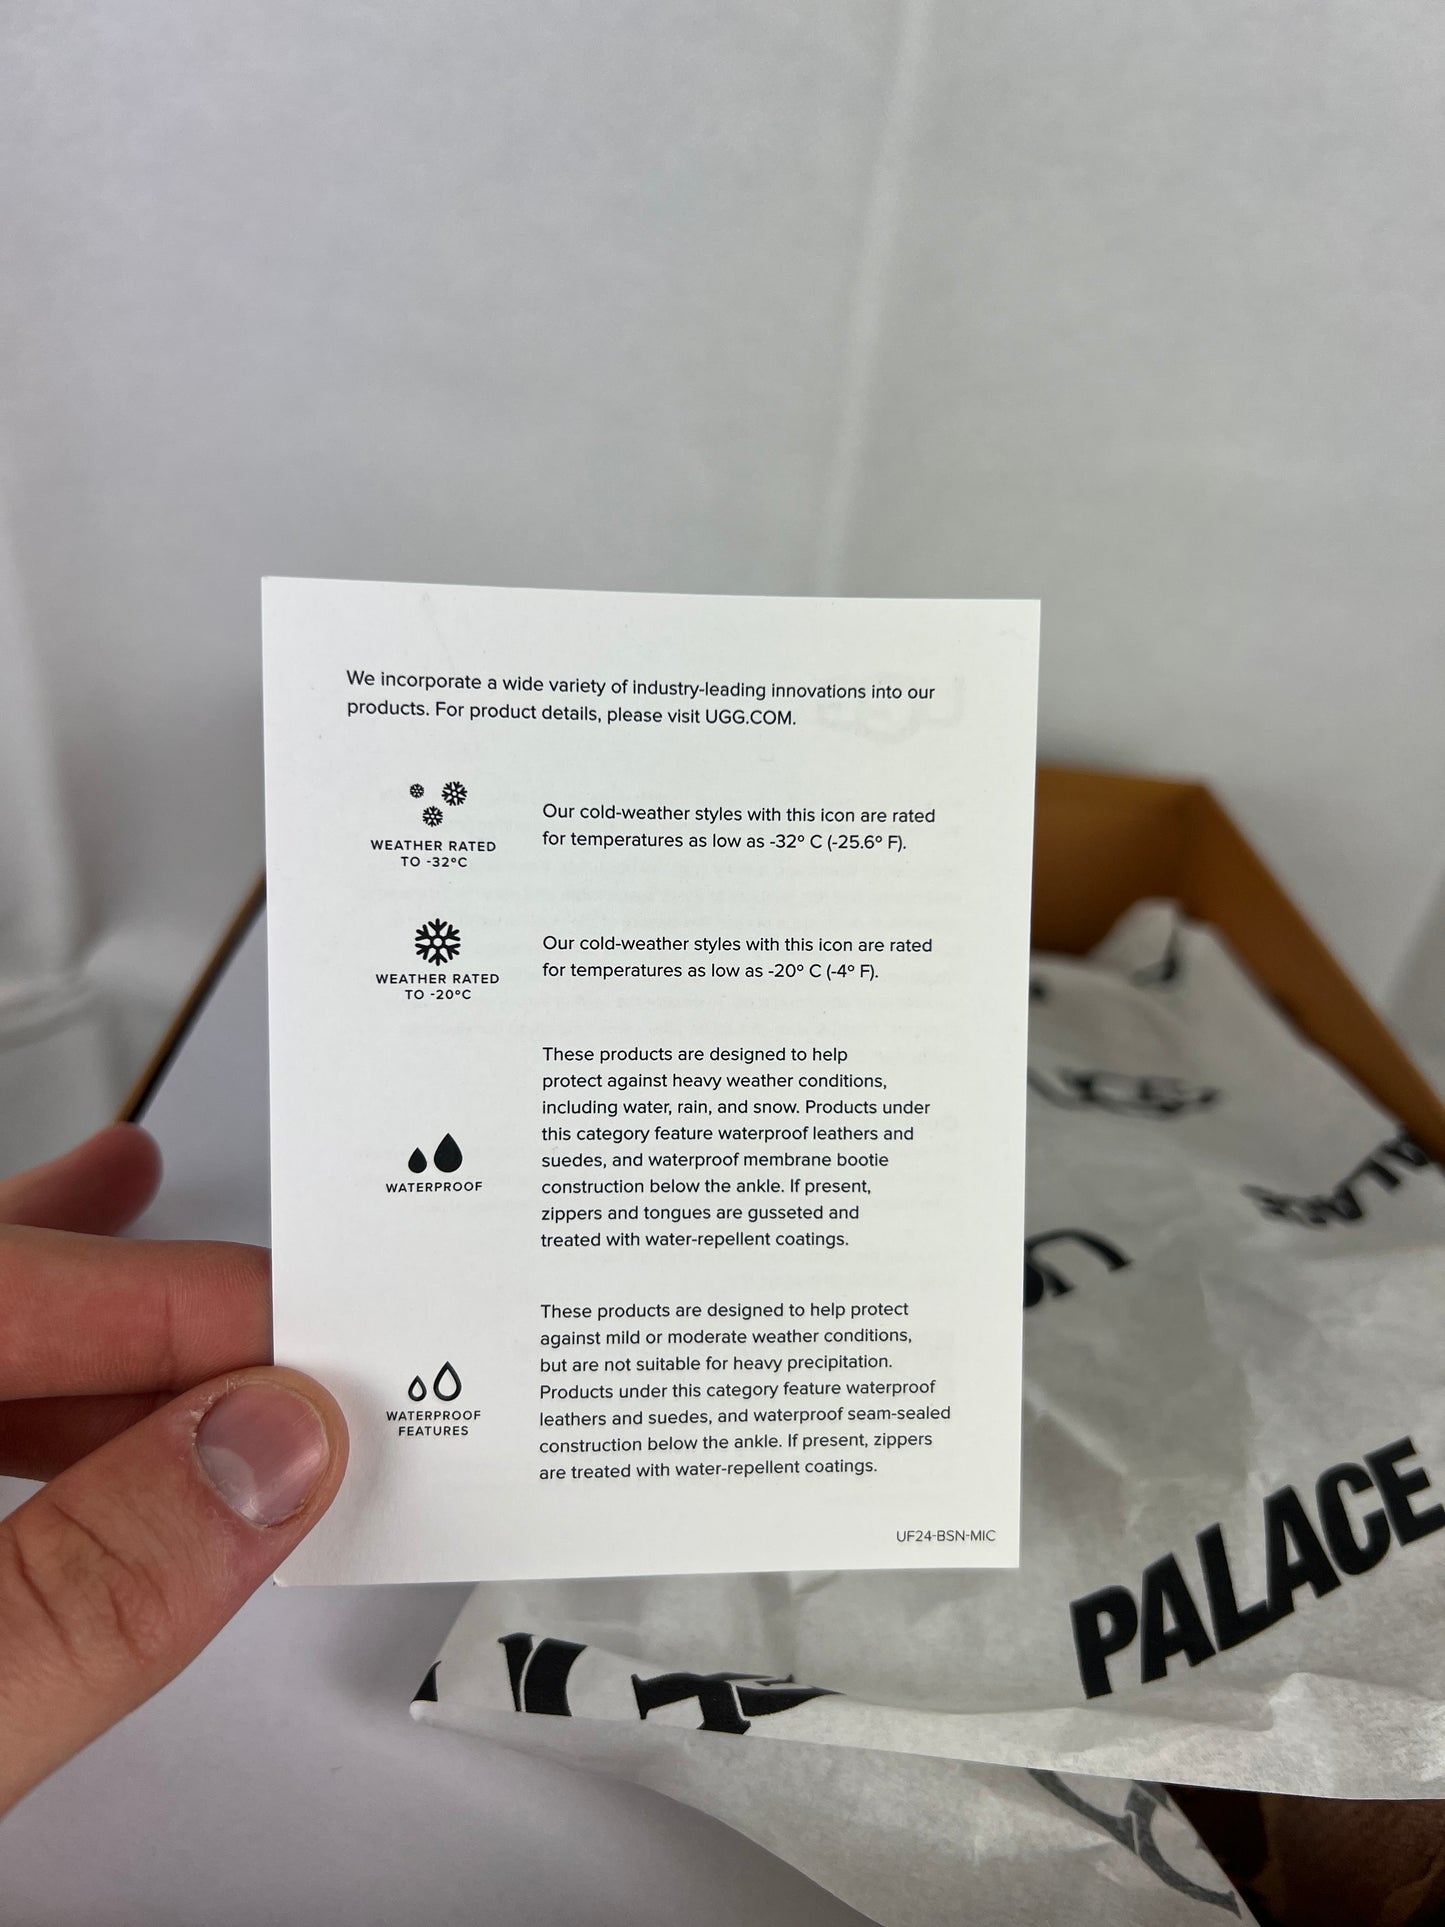 We incorporate a wide variety of industry-leading innovations into our
products. For product details, please visit UGG.COM.
WEATHER RATED
TO -32°C
Our cold-weather styles with this icon are rated
for temperatures as low as -32° C (-25.6° F).
WEATHER RATED
TO -20°C
Our cold-weather styles with this icon are rated
for temperatures as low as -20° C (-4° F).
WATERPROOF
These products are designed to help
protect against heavy weather conditions,
including water, rain, and snow. Products under
this category feature waterproof leathers and
suedes, and waterproof membrane bootie
construction below the ankle. If present,
zippers and tongues are gusseted and
treated with water-repellent coatings.
WATERPROOF
FEATURES
These products are designed to help protect
against mild or moderate weather conditions,
but are not suitable for heavy precipitation.
Products under this category feature waterproof
leathers and suedes, and waterproof seam-sealed
construction below the ankle. If present, zippers
are treated with water-repellent coatings.
UF24-BSN-MIC
UGG
PALACE
PALACE